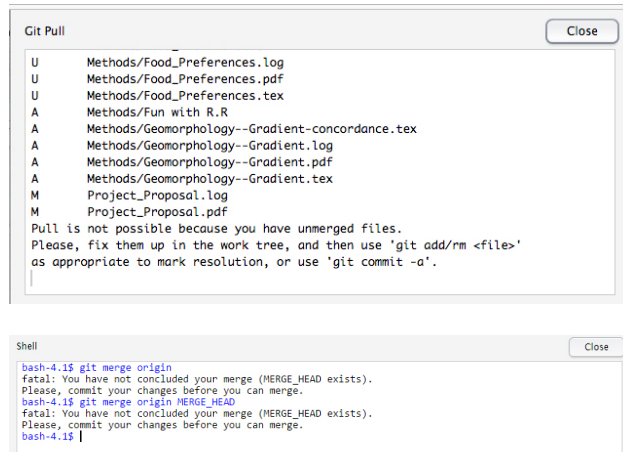 Git Pull
Close
U Methods/Food_Preferences.log
U Methods/Food_Preferences.pdf
U Methods/Food_Preferences.tex
A Methods/Fun with R.R
A Methods/Geomorphology--Gradient-concordance.tex
A Methods/Geomorphology--Gradient.log
A Methods/Geomorphology--Gradient.pdf
A Methods/Geomorphology--Gradient.tex
M Project_Proposal.log
M Project_Proposal.pdf
Pull is not possible because you have unmerged files.
Please, fix them up in the work tree, and then use 'git add/rm <file>'
as appropriate to mark resolution, or use 'git commit -a'.
Shell
Close
bash-4.1$ git merge origin
fatal: You have not concluded your merge (MERGE_HEAD exists).
Please, commit your changes before you can merge.
bash-4.1$ git merge origin MERGE_HEAD
fatal: You have not concluded your merge (MERGE_HEAD exists).
Please, commit your changes before you can merge.
bash-4.1$